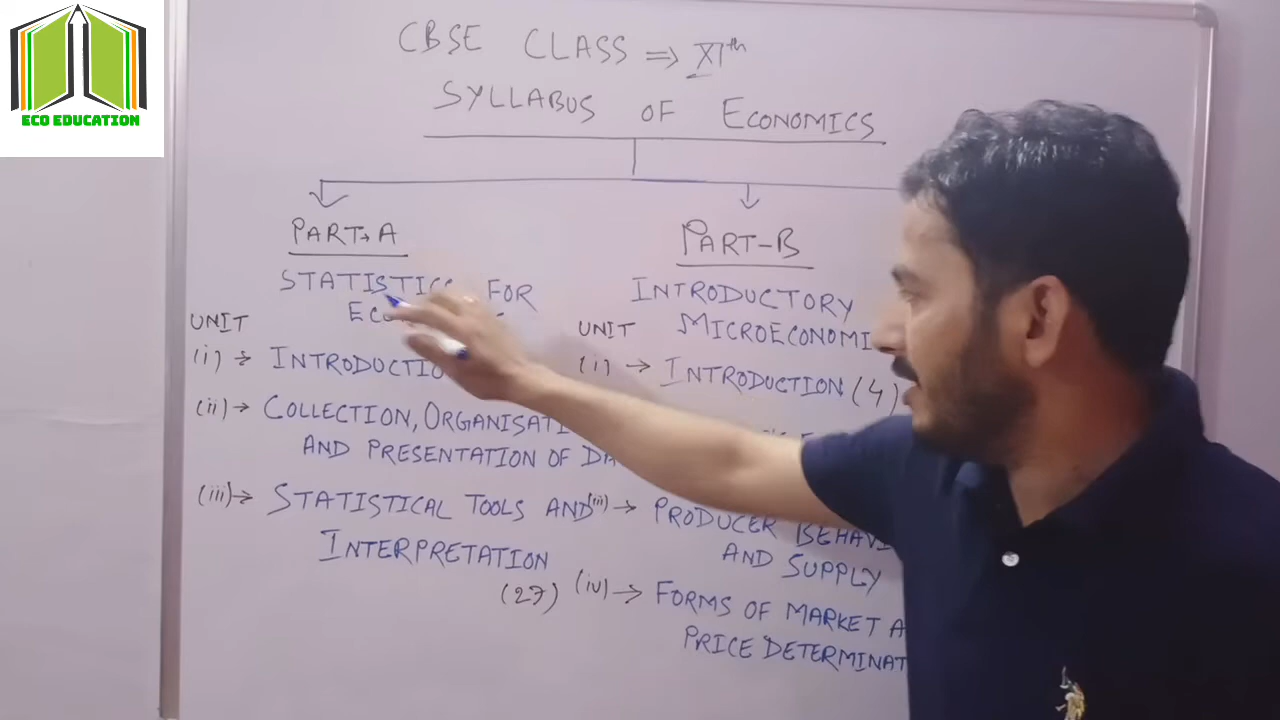 ECO EDUCATION
CBSE CLASS ⇒ XIth
SYLLABUS OF ECONOMICS
PART→A
STATISTICS FOR
UNIT
(i) → INTRODUCTIO
(ii) → COLLECTION, ORGANISATI
AND PRESENTATION OF DA
(iii) → STATISTICAL TOOLS AND
INTERPRETATION
(27)
PART-B
INTRODUCTORY
MICROECONOMI
UNIT
(i) → INTRODUCTION (4)
(iii) → PRODUCER BEHAVI
AND SUPPLY
(iv) → FORMS OF MARKET A
PRICE DETERMINAT